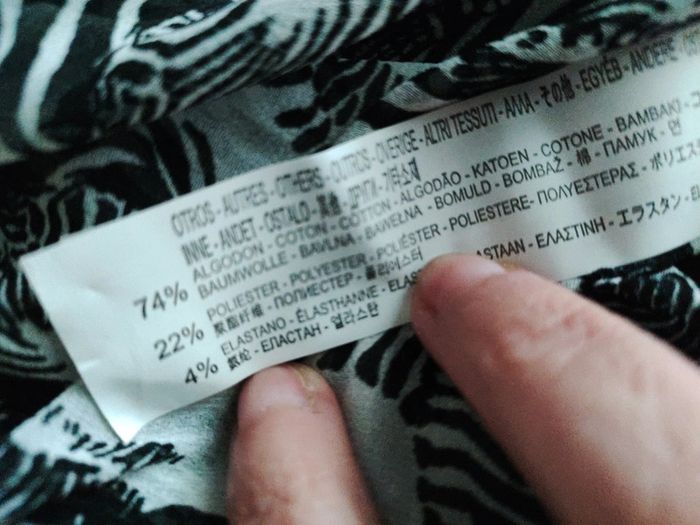 OTROS - AUTRES - OTHERS - OUTROS - OVERIGE - ALTRI TESSUTI - ΑΛΛΑ - その他 - EGYÉB - ANDERE
INNE - ANDET - OSTALO - 其他 - ДРУГИ - 기타소재
74% ALGODON - COTON - COTTON - ALGODÃO - KATOEN - COTONE - ΒΑΜΒΑΚΙ
BAUMWOLLE - BAVLNA - BAWEŁNA - BOMULD - BOMBAŽ - 棉 - ПАМУК - 면
22% POLIESTER - POLYESTER - POLIÉSTER - POLIESTERE - ΠΟΛΥΕΣΤΕΡΑΣ - ポリエス
聚酯纤维 - ПОЛИЕСТЕР - 폴리에스터
4% ELASTANO - ÉLASTHANNE - ELAS ASTAAN - ΕΛΑΣΤΙΝΗ - エラスタン
氨纶 - ЕЛАСТАН - 엘라스탄